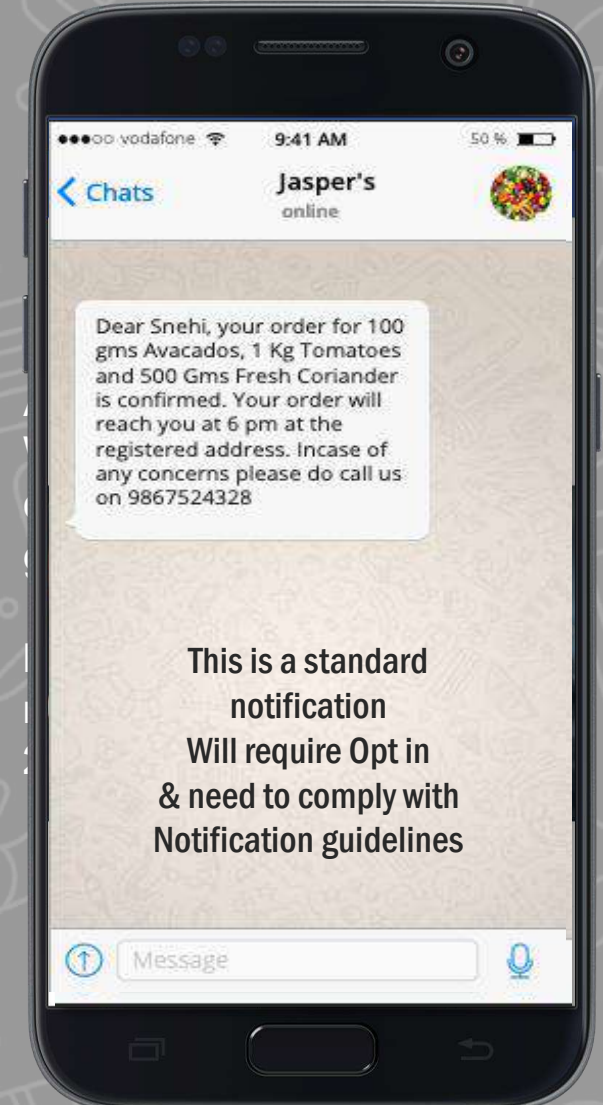 vodafone 9:41 AM 50 %
Chats Jasper's
online
Dear Snehi, your order for 100
gms Avacados, 1 Kg Tomatoes
and 500 Gms Fresh Coriander
is confirmed. Your order will
reach you at 6 pm at the
registered address. Incase of
any concerns please do call us
on 9867524328
This is a standard
notification
Will require Opt in
& need to comply with
Notification guidelines
Message